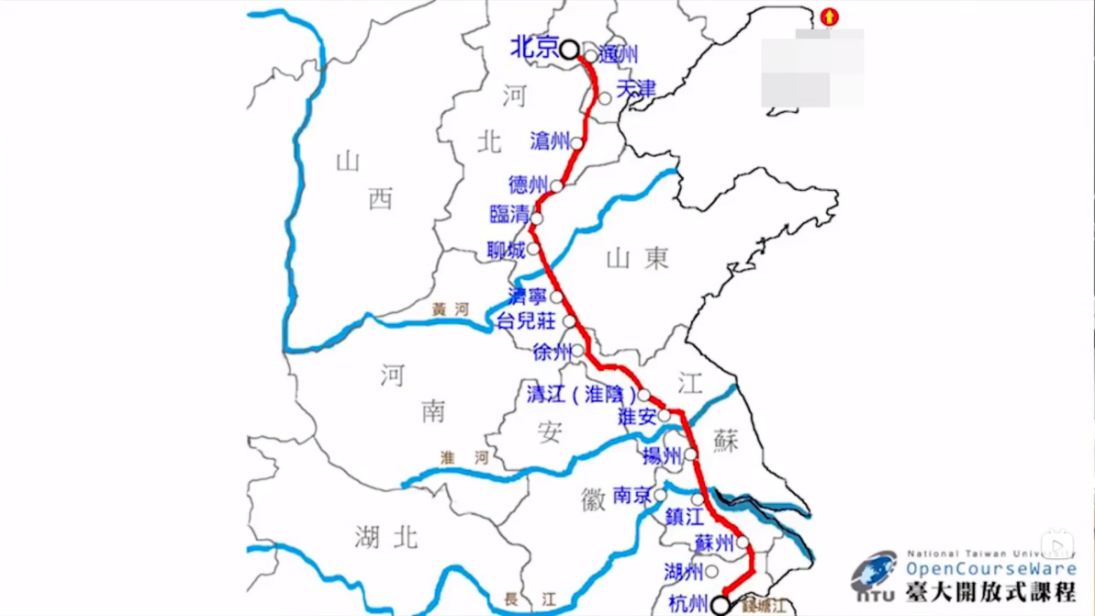 北京
通州
天津
河
北
滄州
山
西
德州
臨清
聊城
山東
濟寧
黃河
台兒莊
徐州
河
南
江
清江(淮陰)
進安
安
蘇
揚州
淮河
徽
南京
鎮江
湖北
蘇州
湖州
長江
杭州
錢塘江
National Taiwan University
OpenCourseWare
NTU
臺大開放式課程